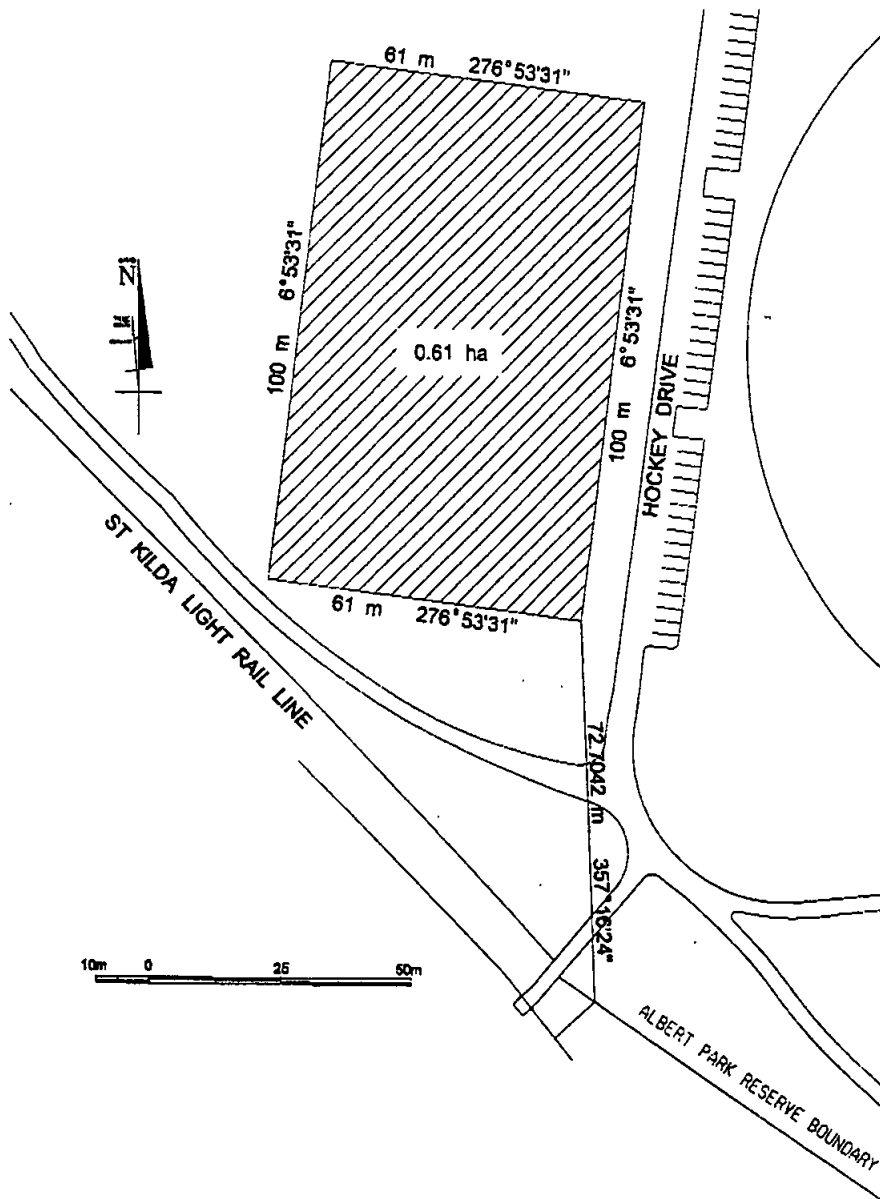 61 m 276°53'31"
N
6°53'31"
100 m
0.61 ha
6°53'31"
100 m
HOCKEY DRIVE
61 m 276°53'31"
ST KILDA LIGHT RAIL LINE
72.7042 m 357°16'24"
10m 0 25 50m
ALBERT PARK RESERVE BOUNDARY